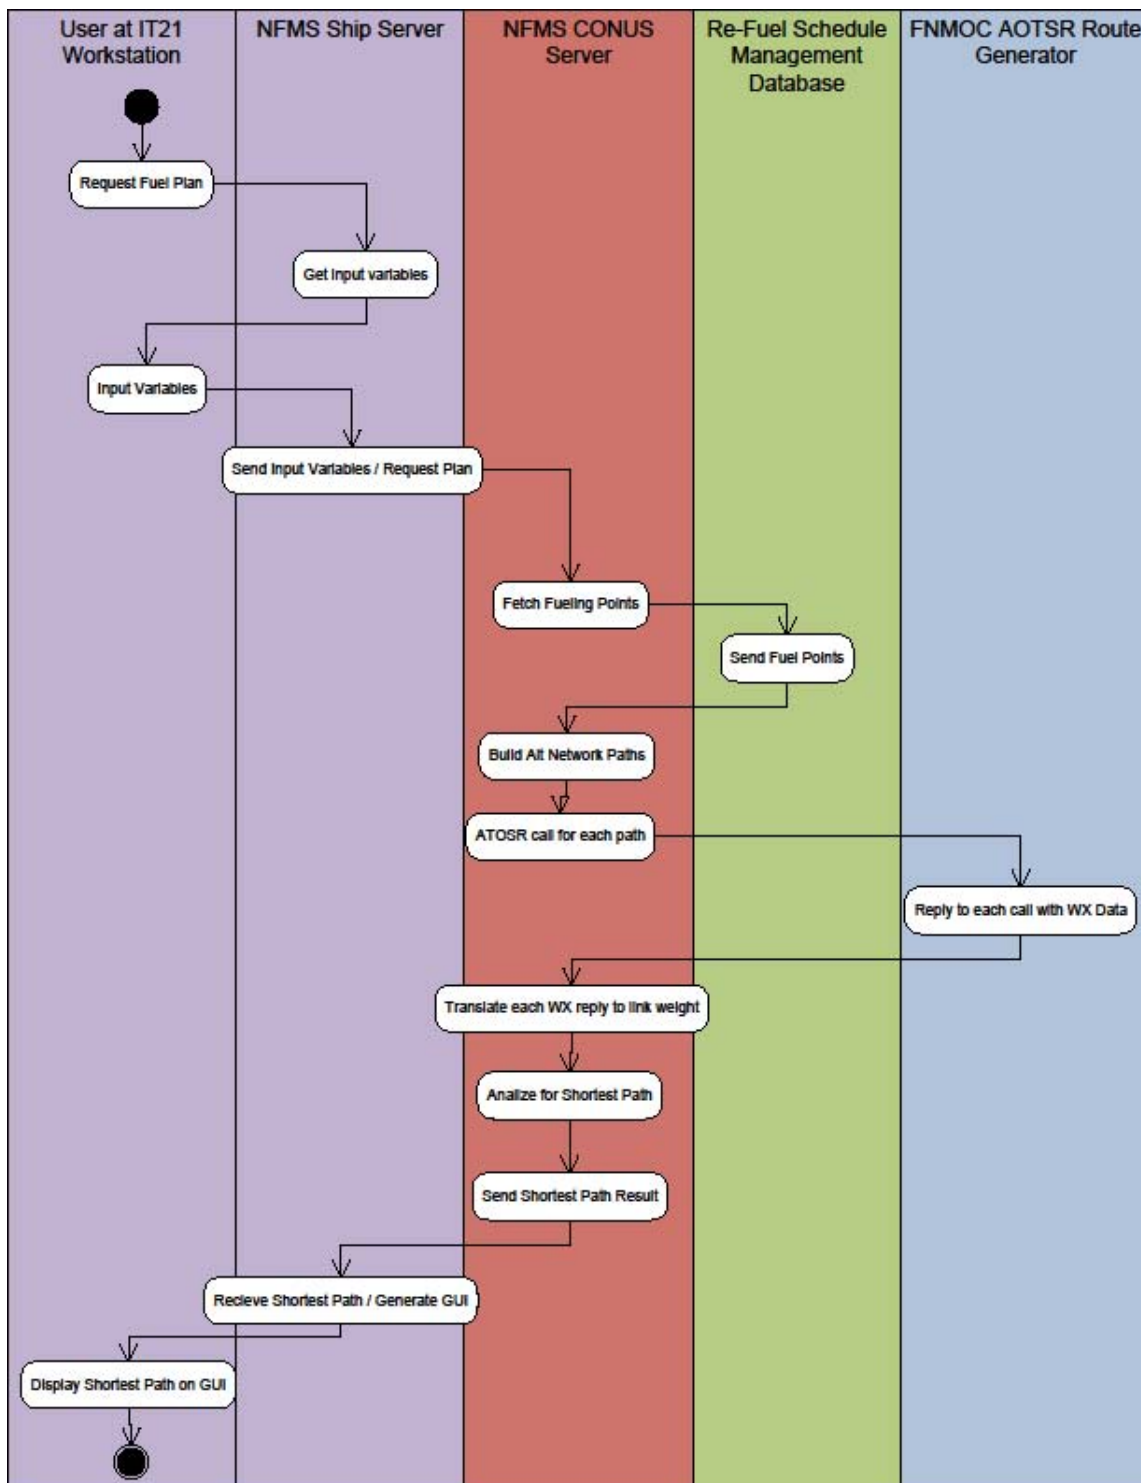 User at IT21
Workstation
NFMS Ship Server
NFMS CONUS
Server
Re-Fuel Schedule
Management
Database
FNMOC AOTSR Route
Generator
Request Fuel Plan
Get input variables
Input Variables
Send Input Variables / Request Plan
Fetch Fueling Points
Send Fuel Points
Build Alt Network Paths
ATOSR call for each path
Reply to each call with WX Data
Translate each WX reply to link weight
Analize for Shortest Path
Send Shortest Path Result
Recieve Shortest Path / Generate GUI
Display Shortest Path on GUI